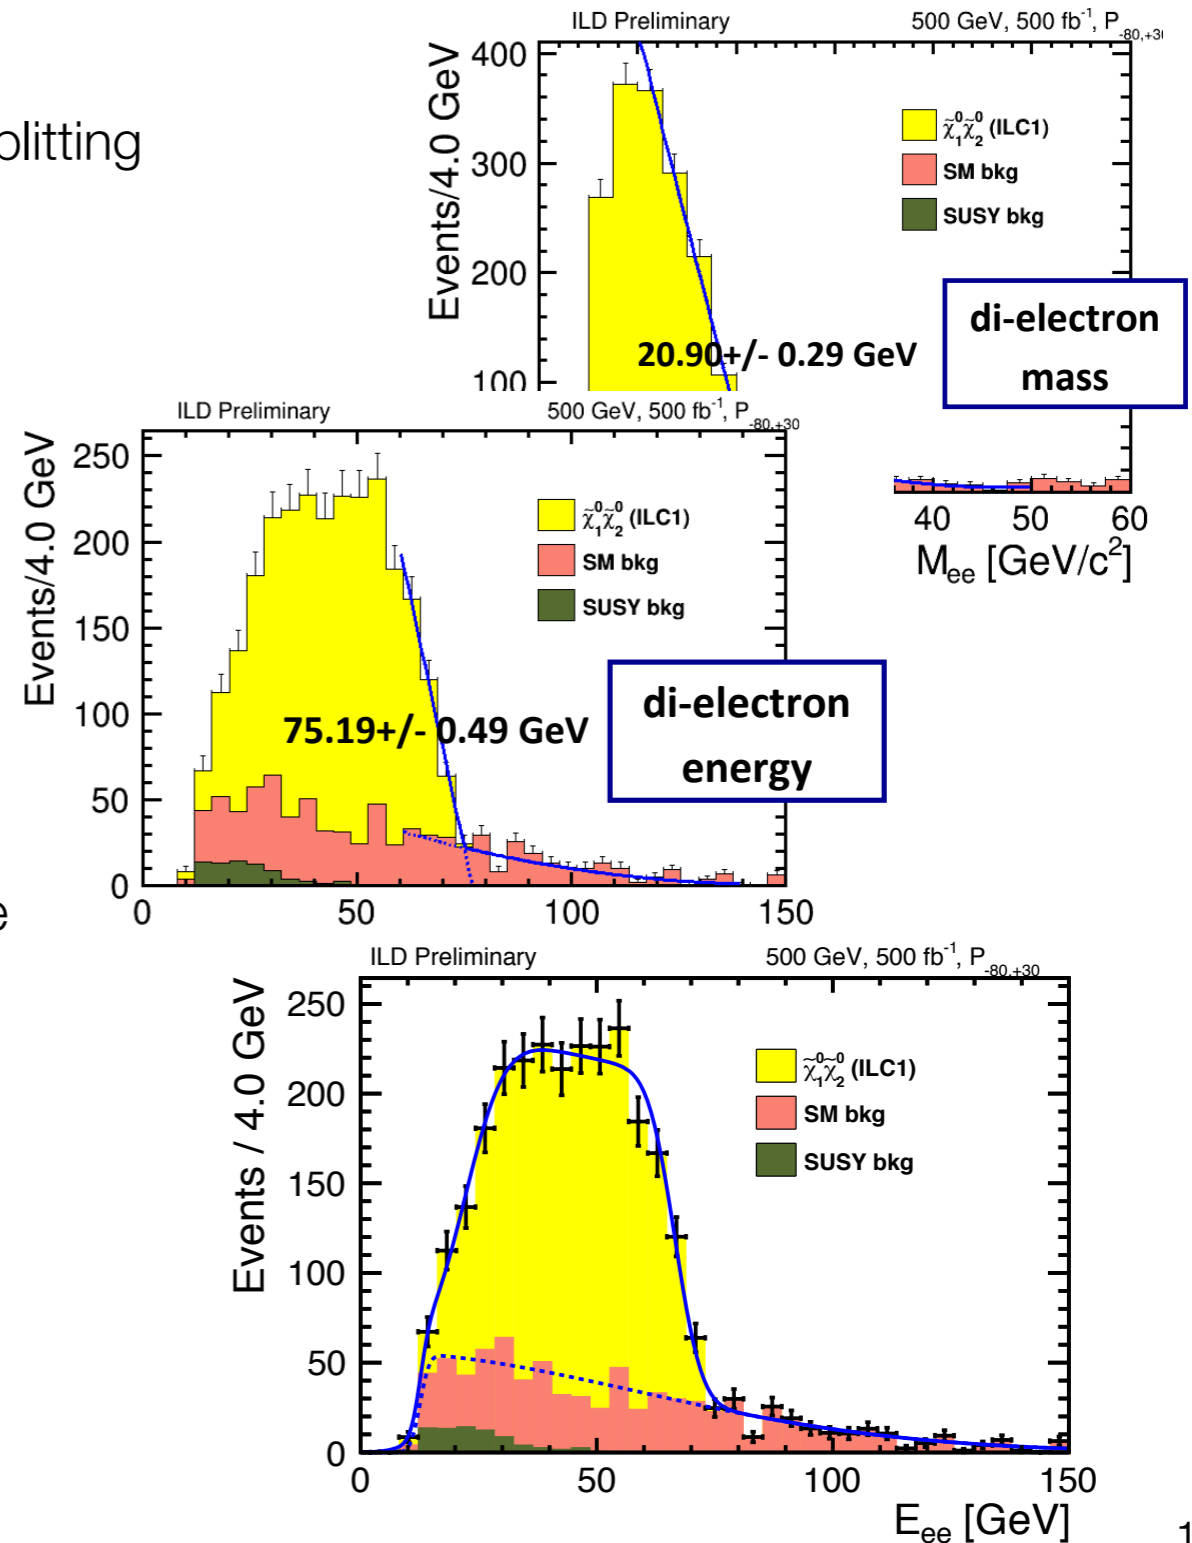 ILD Preliminary 500 GeV, 500 fb⁻¹, P₋₈₀,₊₃
400
300
200
100
Events/4.0 GeV
plitting
χ̃⁰₁χ̃⁰₂ (ILC1)
SM bkg
SUSY bkg
di-electron
mass
20.90+/- 0.29 GeV
40 50 60
M_ee [GeV/c²]
ILD Preliminary 500 GeV, 500 fb⁻¹, P₋₈₀,₊₃₀
250
200
150
100
50
0
Events/4.0 GeV
χ̃⁰₁χ̃⁰₂ (ILC1)
SM bkg
SUSY bkg
di-electron
energy
75.19+/- 0.49 GeV
0 50 100 150
e
ILD Preliminary 500 GeV, 500 fb⁻¹, P₋₈₀,₊₃₀
250
200
150
100
50
0
Events / 4.0 GeV
χ̃⁰₁χ̃⁰₂ (ILC1)
SM bkg
SUSY bkg
0 50 100 150
E_ee [GeV]
1